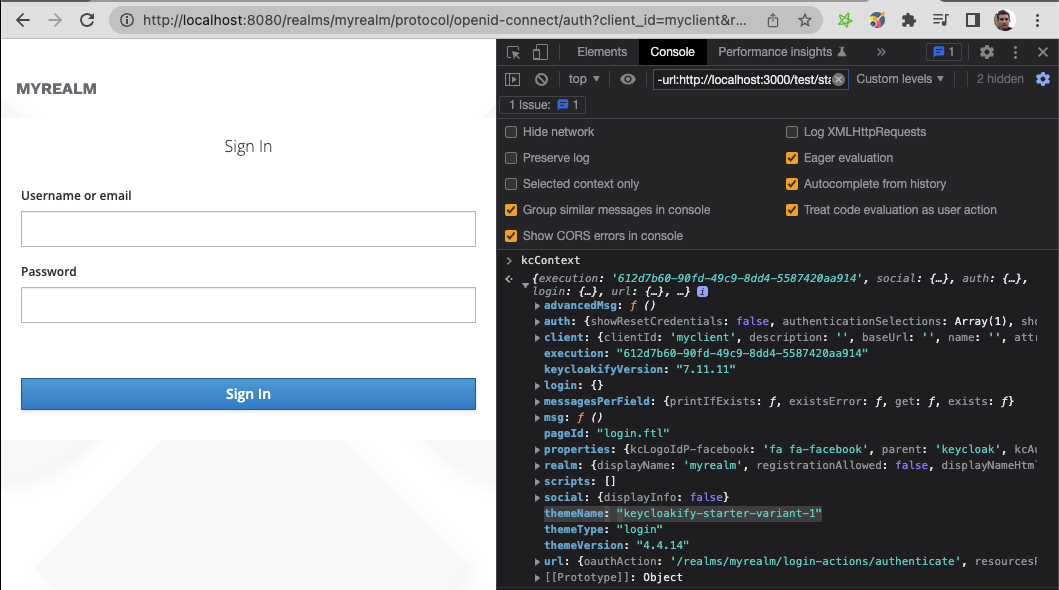 http://localhost:8080/realms/myrealm/protocol/openid-connect/auth?client_id=myclient&r...
MYREALM
Sign In
Username or email
Password
Sign In
Elements Console Performance insights » 1
top ▼ -url:http://localhost:3000/test/sta Custom levels ▼ 2 hidden
1 Issue: 1
Hide network Log XMLHttpRequests
Preserve log Eager evaluation
Selected context only Autocomplete from history
Group similar messages in console Treat code evaluation as user action
Show CORS errors in console
> kcContext
{execution: '612d7b60-90fd-49c9-8dd4-5587420aa914', social: {…}, auth: {…},
login: {…}, url: {…}, …} i
advancedMsg: ƒ ()
auth: {showResetCredentials: false, authenticationSelections: Array(1), sho
client: {clientId: 'myclient', description: '', baseUrl: '', name: '', attr
execution: "612d7b60-90fd-49c9-8dd4-5587420aa914"
keycloakifyVersion: "7.11.11"
login: {}
messagesPerField: {printIfExists: ƒ, existsError: ƒ, get: ƒ, exists: ƒ}
msg: ƒ ()
pageId: "login.ftl"
properties: {kcLogoIdP-facebook: 'fa fa-facebook', parent: 'keycloak', kcAu
realm: {displayName: 'myrealm', registrationAllowed: false, displayNameHtml
scripts: []
social: {displayInfo: false}
themeName: "keycloakify-starter-variant-1"
themeType: "login"
themeVersion: "4.4.14"
url: {oauthAction: '/realms/myrealm/login-actions/authenticate', resourcesP
[[Prototype]]: Object